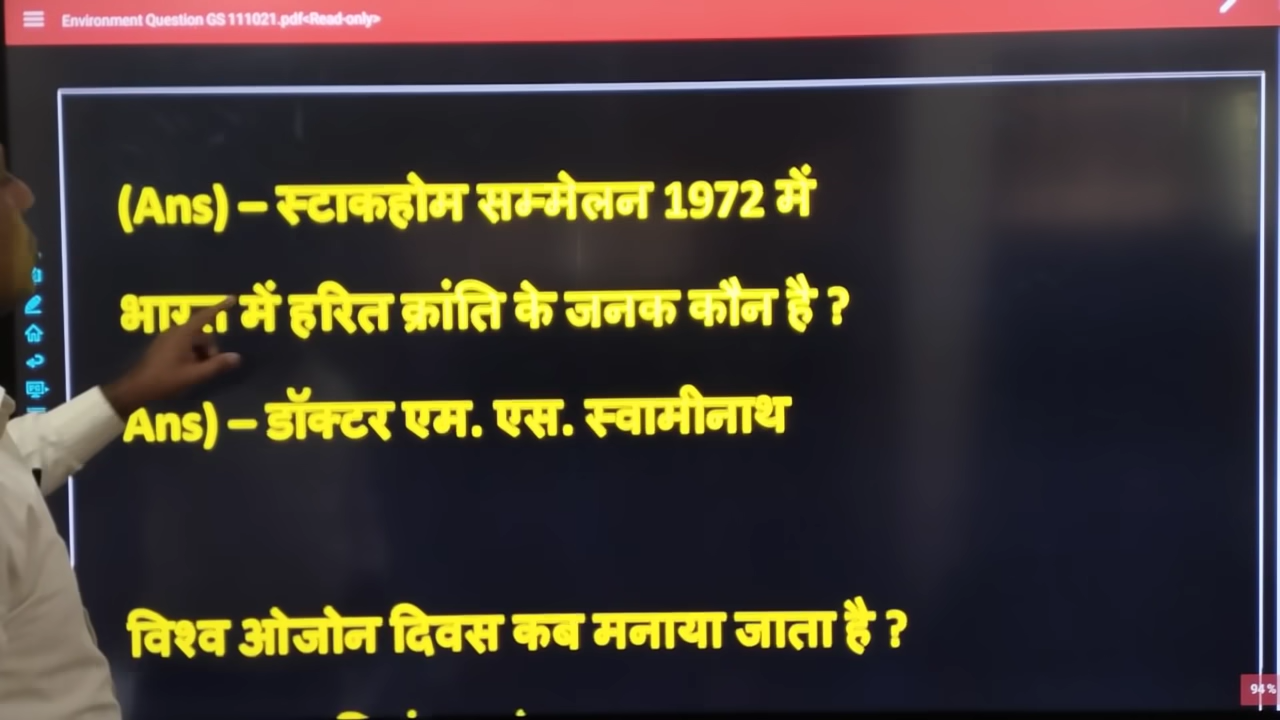 Environment Question GS 111021.pdf<Read-only>
(Ans) – स्टाकहोम सम्मेलन 1972 में
भारत में हरित क्रांति के जनक कौन है ?
Ans) – डॉक्टर एम. एस. स्वामीनाथ
विश्व ओजोन दिवस कब मनाया जाता है ?
94%